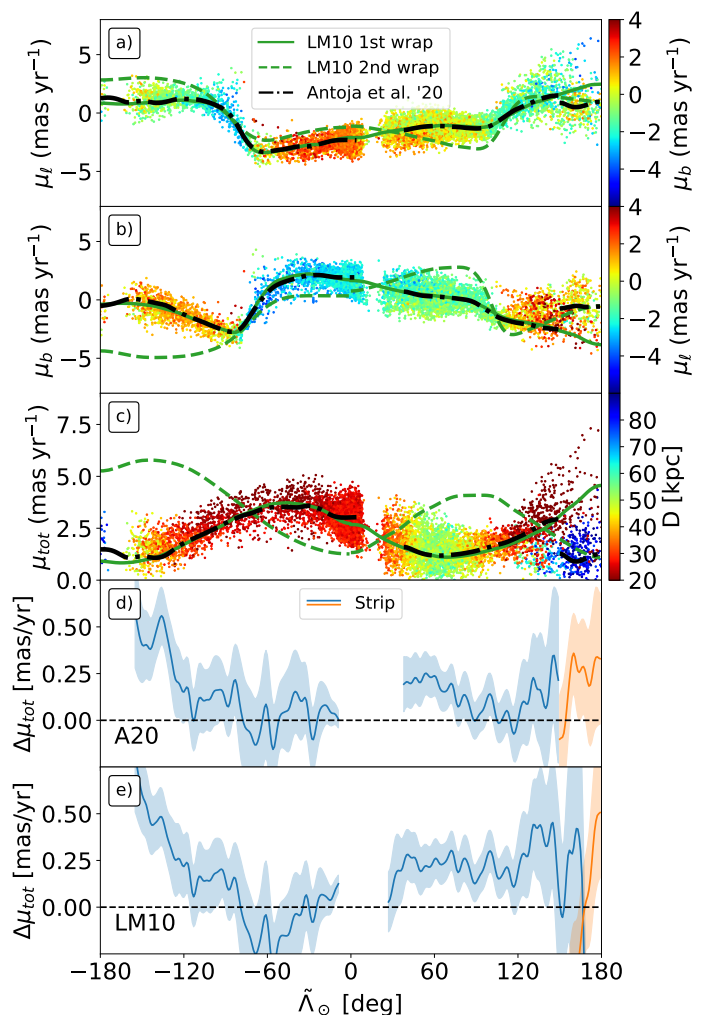 a)
LM10 1st wrap
LM10 2nd wrap
Antoja et al. '20
0
−5
μ_ℓ (mas yr⁻¹)
4
2
0
−2
−4
μ_b (mas yr⁻¹)
b)
5
0
−5
μ_b (mas yr⁻¹)
4
2
0
−2
−4
μ_ℓ (mas yr⁻¹)
c)
7.5
5.0
2.5
0.0
μ_tot (mas yr⁻¹)
80
70
60
50
40
30
20
D [kpc]
d)
Strip
0.50
0.25
0.00
Δμ_tot [mas/yr]
A20
e)
0.50
0.25
0.00
Δμ_tot [mas/yr]
LM10
−180 −120 −60 0 60 120 180
Λ̃_⊙ [deg]